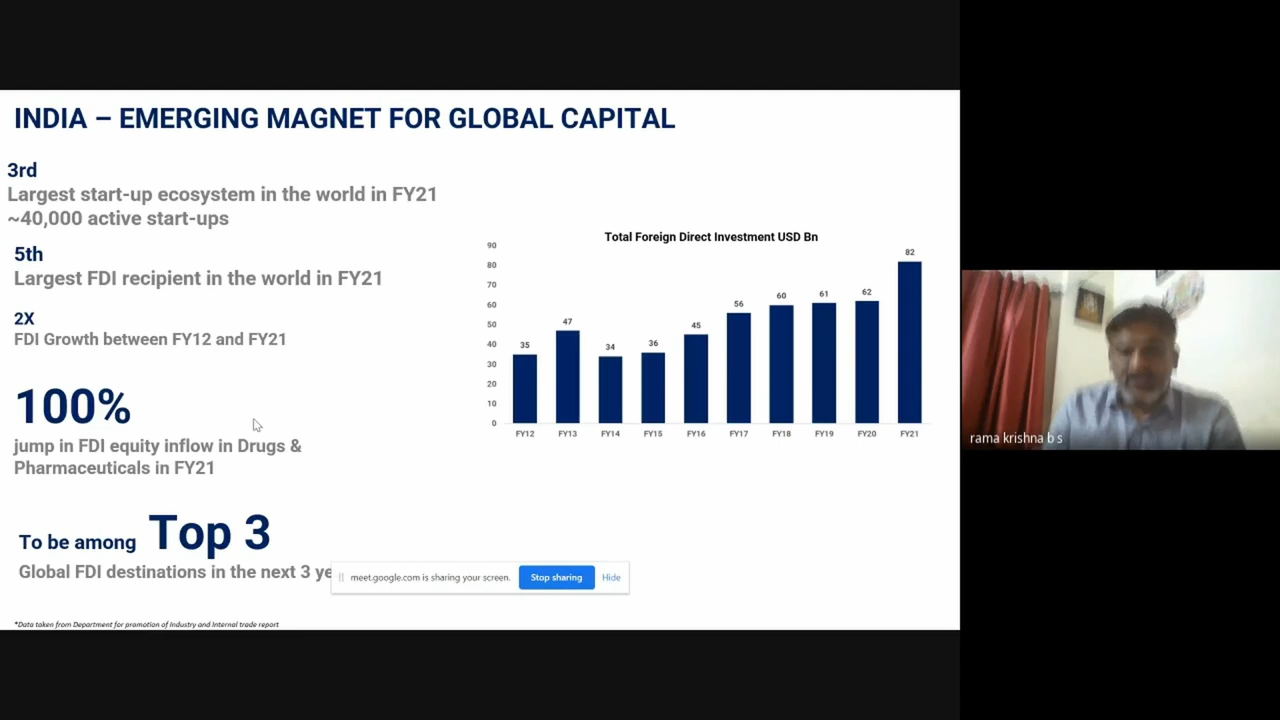 INDIA – EMERGING MAGNET FOR GLOBAL CAPITAL
3rd
Largest start-up ecosystem in the world in FY21
~40,000 active start-ups
5th
Largest FDI recipient in the world in FY21
2X
FDI Growth between FY12 and FY21
100%
jump in FDI equity inflow in Drugs &
Pharmaceuticals in FY21
To be among Top 3
Global FDI destinations in the next 3 ye
*Data taken from Department for promotion of Industry and Internal trade report
Total Foreign Direct Investment USD Bn
90
80
70
60
50
40
30
20
10
0
35
47
34
36
45
56
60
61
62
82
FY12 FY13 FY14 FY15 FY16 FY17 FY18 FY19 FY20 FY21
meet.google.com is sharing your screen. Stop sharing Hide
rama krishna b s